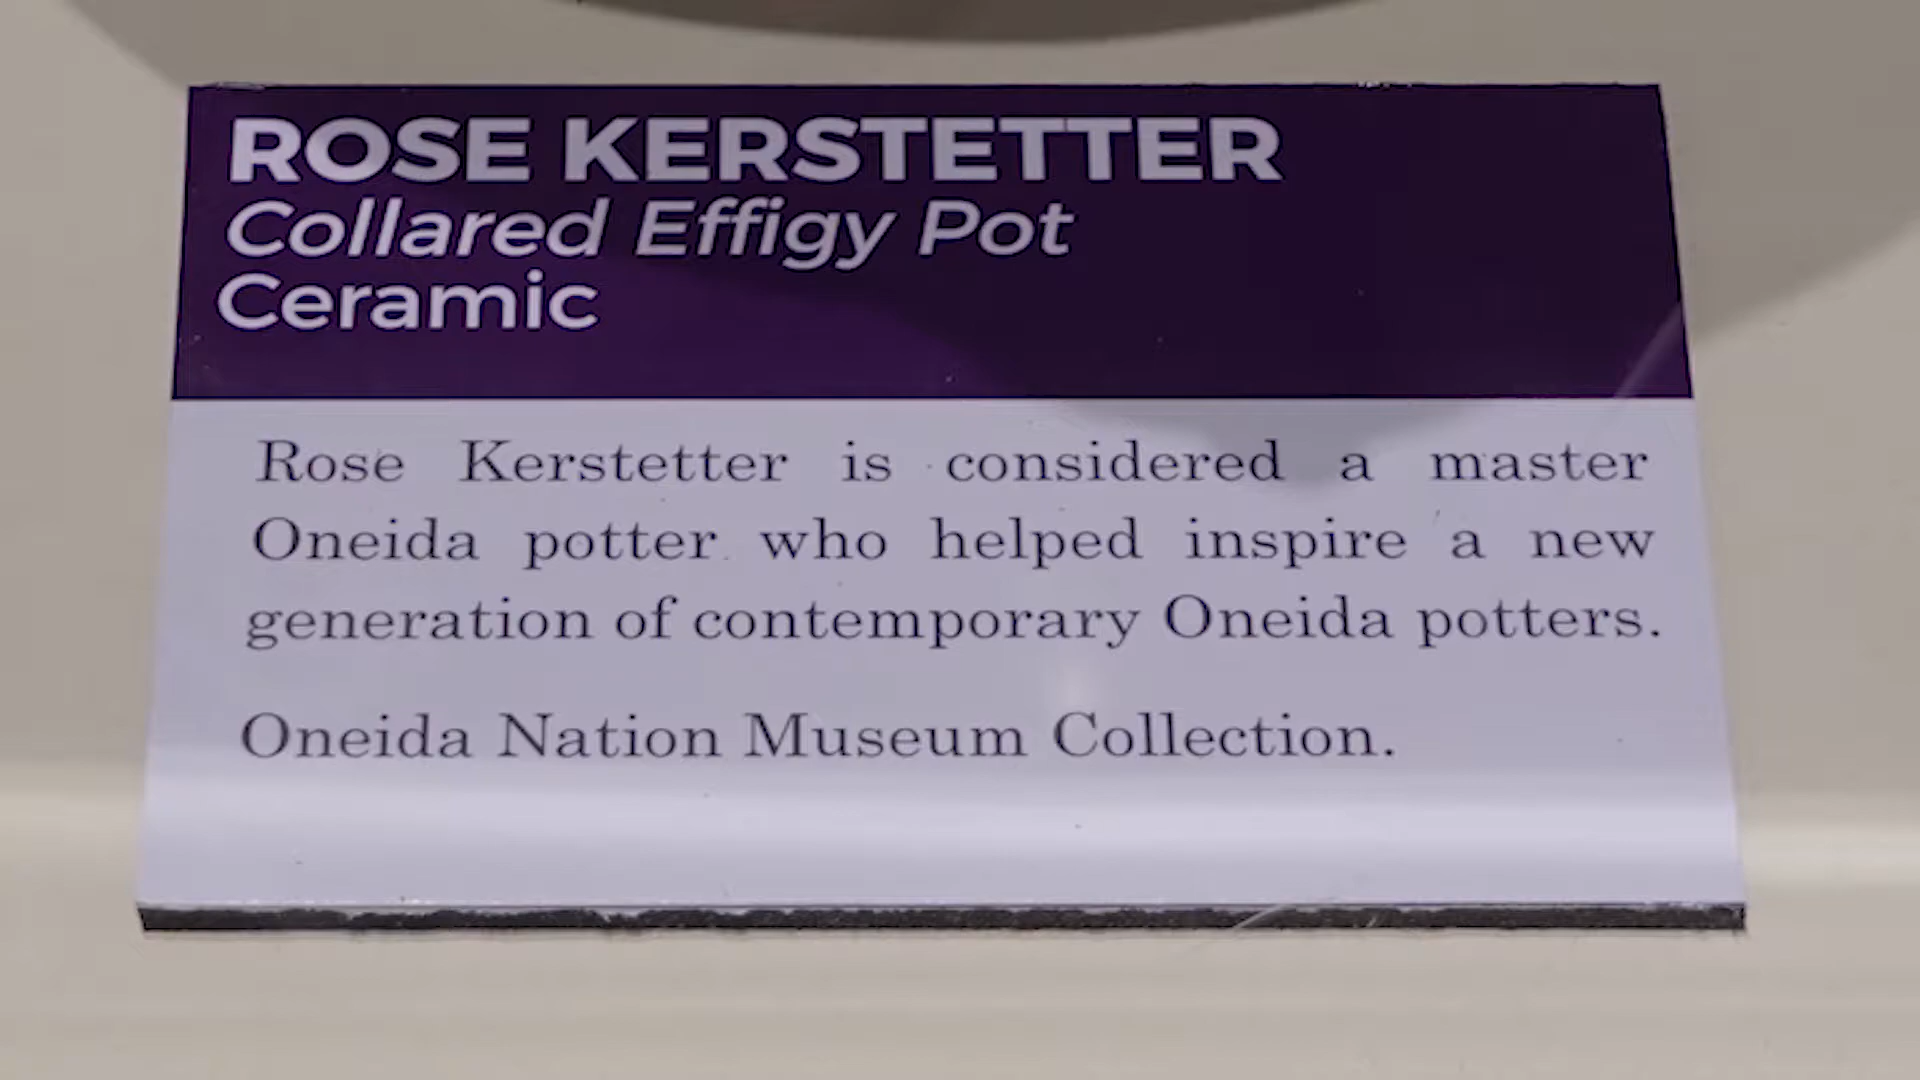 ROSE KERSTETTER
Collared Effigy Pot
Ceramic
Rose Kerstetter is considered a master
Oneida potter who helped inspire a new
generation of contemporary Oneida potters.
Oneida Nation Museum Collection.